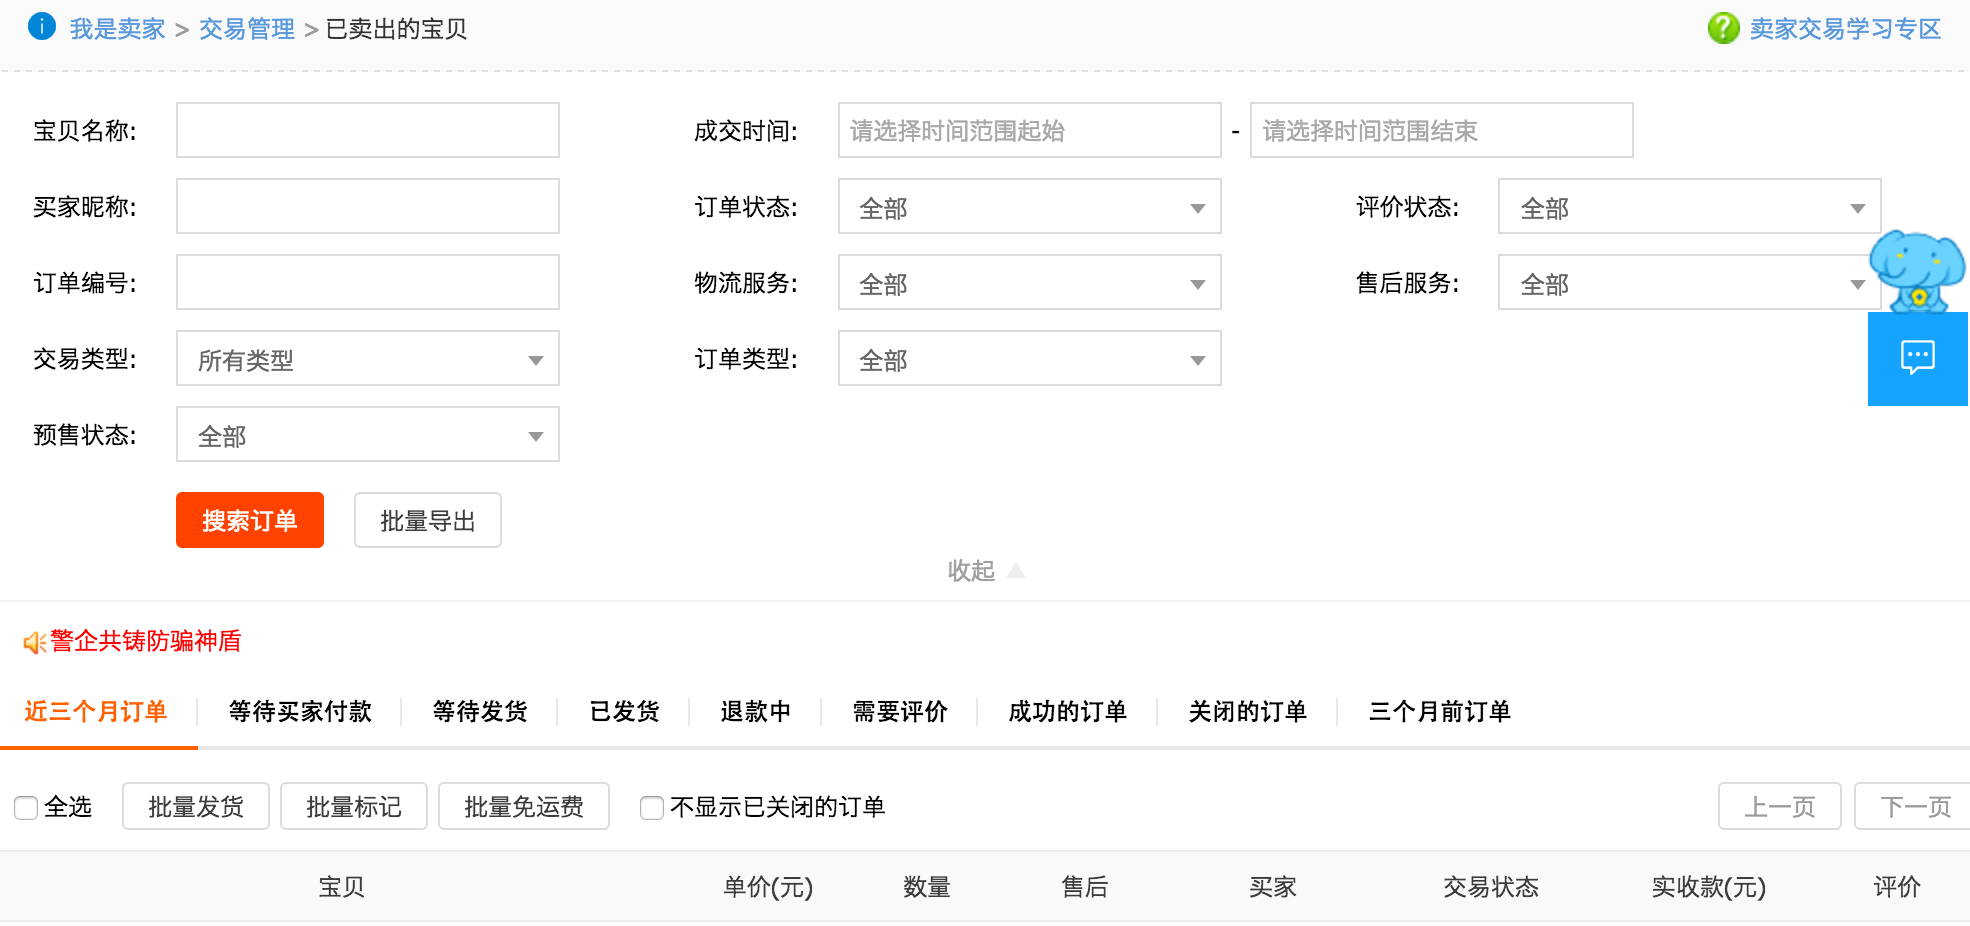 我是卖家 > 交易管理 > 已卖出的宝贝 卖家交易学习专区
宝贝名称: 成交时间: 请选择时间范围起始 - 请选择时间范围结束
买家昵称: 订单状态: 全部 评价状态: 全部
订单编号: 物流服务: 全部 售后服务: 全部
交易类型: 所有类型 订单类型: 全部
预售状态: 全部
搜索订单 批量导出
收起
警企共铸防骗神盾
近三个月订单 等待买家付款 等待发货 已发货 退款中 需要评价 成功的订单 关闭的订单 三个月前订单
全选 批量发货 批量标记 批量免运费 不显示已关闭的订单 上一页 下一页
宝贝 单价(元) 数量 售后 买家 交易状态 实收款(元) 评价